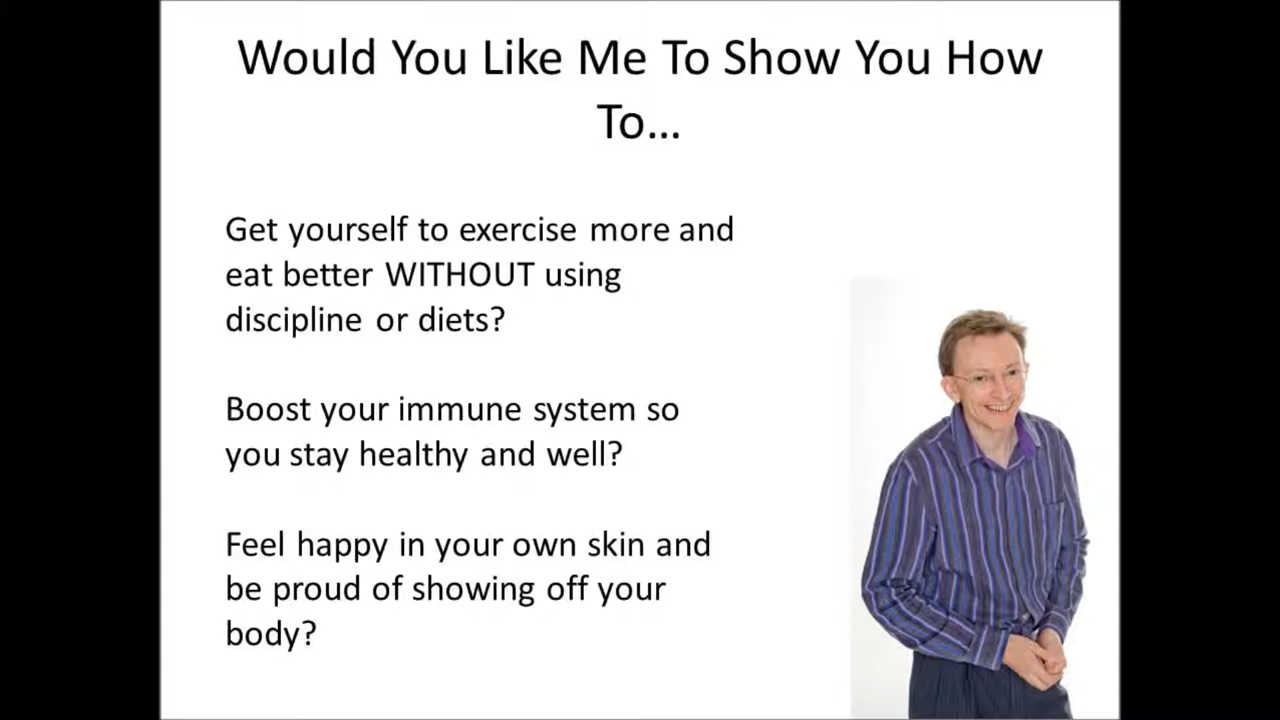 Would You Like Me To Show You How
To...
Get yourself to exercise more and
eat better WITHOUT using
discipline or diets?
Boost your immune system so
you stay healthy and well?
Feel happy in your own skin and
be proud of showing off your
body?